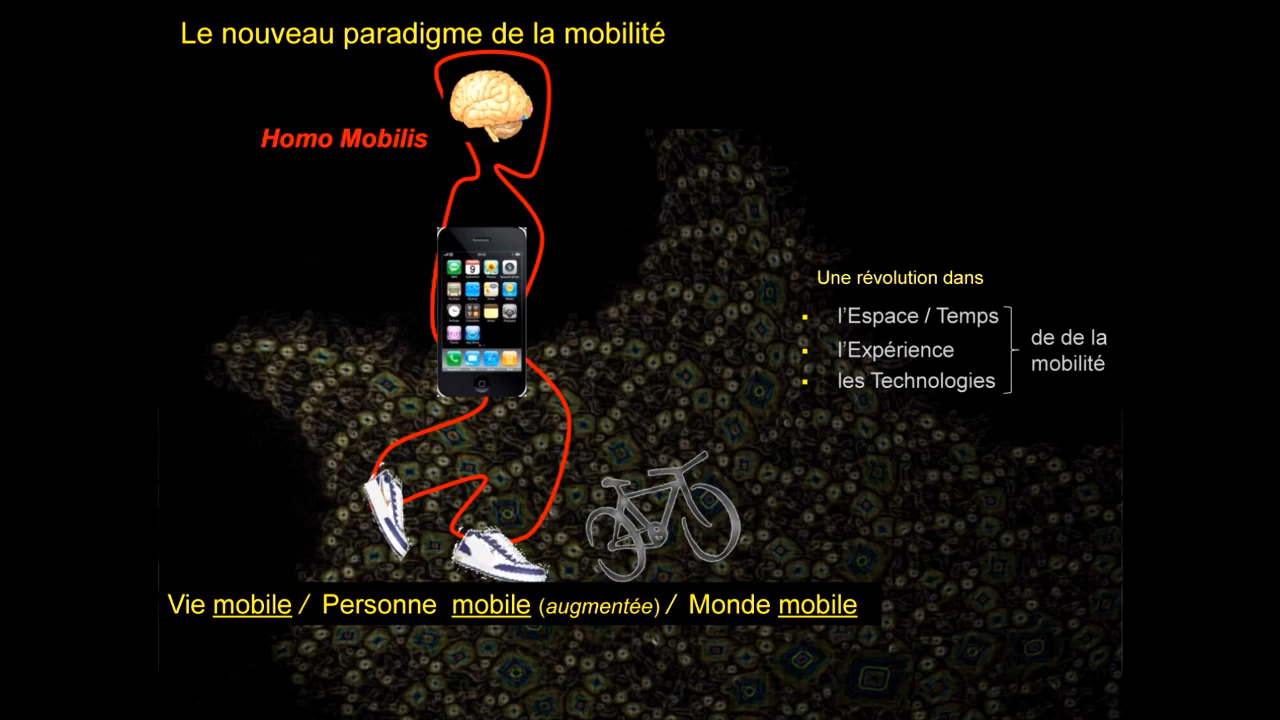 Le nouveau paradigme de la mobilité
Homo Mobilis
Une révolution dans
l'Espace / Temps
l'Expérience
les Technologies
de de la
mobilité
Vie mobile / Personne mobile (augmentée) / Monde mobile